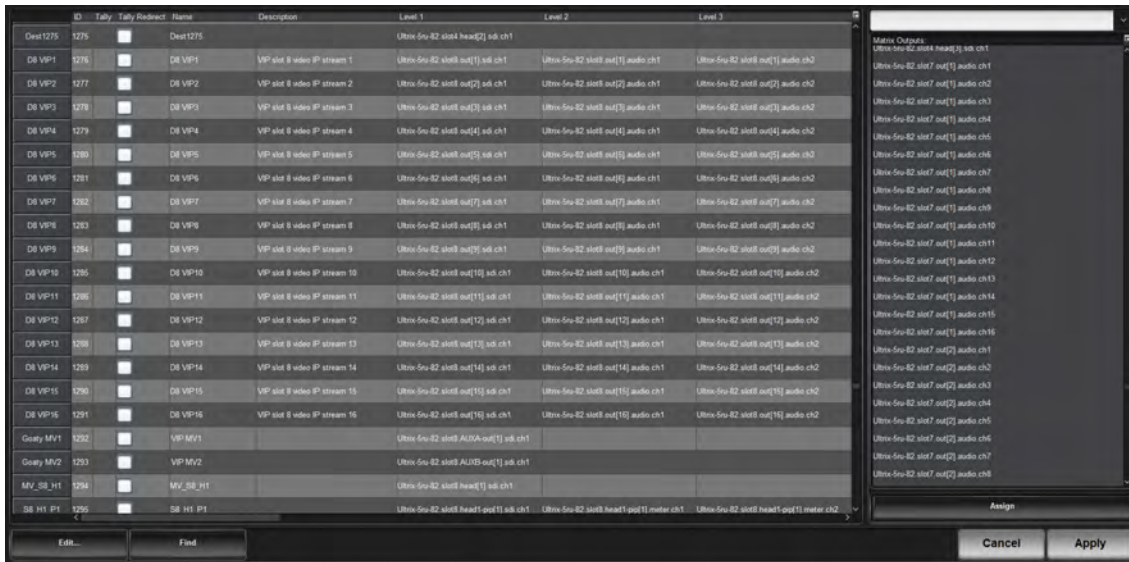 ID Tally Tally Redirect Name Description Level 1 Level 2 Level 3
Dest1275 1275 Dest1275 Ultrix-5ru-82.slot4.head[2].sdi.ch1
D8 VIP1 1276 D8 VIP1 VIP slot 8 video IP stream 1 Ultrix-5ru-82.slot8.out[1].sdi.ch1 Ultrix-5ru-82.slot8.out[1].audio.ch1 Ultrix-5ru-82.slot8.out[1].audio.ch2
D8 VIP2 1277 D8 VIP2 VIP slot 8 video IP stream 2 Ultrix-5ru-82.slot8.out[2].sdi.ch1 Ultrix-5ru-82.slot8.out[2].audio.ch1 Ultrix-5ru-82.slot8.out[2].audio.ch2
D8 VIP3 1278 D8 VIP3 VIP slot 8 video IP stream 3 Ultrix-5ru-82.slot8.out[3].sdi.ch1 Ultrix-5ru-82.slot8.out[3].audio.ch1 Ultrix-5ru-82.slot8.out[3].audio.ch2
D8 VIP4 1279 D8 VIP4 VIP slot 8 video IP stream 4 Ultrix-5ru-82.slot8.out[4].sdi.ch1 Ultrix-5ru-82.slot8.out[4].audio.ch1 Ultrix-5ru-82.slot8.out[4].audio.ch2
D8 VIP5 1280 D8 VIP5 VIP slot 8 video IP stream 5 Ultrix-5ru-82.slot8.out[5].sdi.ch1 Ultrix-5ru-82.slot8.out[5].audio.ch1 Ultrix-5ru-82.slot8.out[5].audio.ch2
D8 VIP6 1281 D8 VIP6 VIP slot 8 video IP stream 6 Ultrix-5ru-82.slot8.out[6].sdi.ch1 Ultrix-5ru-82.slot8.out[6].audio.ch1 Ultrix-5ru-82.slot8.out[6].audio.ch2
D8 VIP7 1282 D8 VIP7 VIP slot 8 video IP stream 7 Ultrix-5ru-82.slot8.out[7].sdi.ch1 Ultrix-5ru-82.slot8.out[7].audio.ch1 Ultrix-5ru-82.slot8.out[7].audio.ch2
D8 VIP8 1283 D8 VIP8 VIP slot 8 video IP stream 8 Ultrix-5ru-82.slot8.out[8].sdi.ch1 Ultrix-5ru-82.slot8.out[8].audio.ch1 Ultrix-5ru-82.slot8.out[8].audio.ch2
D8 VIP9 1284 D8 VIP9 VIP slot 8 video IP stream 9 Ultrix-5ru-82.slot8.out[9].sdi.ch1 Ultrix-5ru-82.slot8.out[9].audio.ch1 Ultrix-5ru-82.slot8.out[9].audio.ch2
D8 VIP10 1285 D8 VIP10 VIP slot 8 video IP stream 10 Ultrix-5ru-82.slot8.out[10].sdi.ch1 Ultrix-5ru-82.slot8.out[10].audio.ch1 Ultrix-5ru-82.slot8.out[10].audio.ch2
D8 VIP11 1286 D8 VIP11 VIP slot 8 video IP stream 11 Ultrix-5ru-82.slot8.out[11].sdi.ch1 Ultrix-5ru-82.slot8.out[11].audio.ch1 Ultrix-5ru-82.slot8.out[11].audio.ch2
D8 VIP12 1287 D8 VIP12 VIP slot 8 video IP stream 12 Ultrix-5ru-82.slot8.out[12].sdi.ch1 Ultrix-5ru-82.slot8.out[12].audio.ch1 Ultrix-5ru-82.slot8.out[12].audio.ch2
D8 VIP13 1288 D8 VIP13 VIP slot 8 video IP stream 13 Ultrix-5ru-82.slot8.out[13].sdi.ch1 Ultrix-5ru-82.slot8.out[13].audio.ch1 Ultrix-5ru-82.slot8.out[13].audio.ch2
D8 VIP14 1289 D8 VIP14 VIP slot 8 video IP stream 14 Ultrix-5ru-82.slot8.out[14].sdi.ch1 Ultrix-5ru-82.slot8.out[14].audio.ch1 Ultrix-5ru-82.slot8.out[14].audio.ch2
D8 VIP15 1290 D8 VIP15 VIP slot 8 video IP stream 15 Ultrix-5ru-82.slot8.out[15].sdi.ch1 Ultrix-5ru-82.slot8.out[15].audio.ch1 Ultrix-5ru-82.slot8.out[15].audio.ch2
D8 VIP16 1291 D8 VIP16 VIP slot 8 video IP stream 16 Ultrix-5ru-82.slot8.out[16].sdi.ch1 Ultrix-5ru-82.slot8.out[16].audio.ch1 Ultrix-5ru-82.slot8.out[16].audio.ch2
Goaty MV1 1292 VIP MV1 Ultrix-5ru-82.slot8.AUXA-out[1].sdi.ch1
Goaty MV2 1293 VIP MV2 Ultrix-5ru-82.slot8.AUXB-out[1].sdi.ch1
MV_S8_H1 1294 MV_S8_H1 Ultrix-5ru-82.slot8.head[1].sdi.ch1
S8_H1_P1 1295 S8_H1_P1 Ultrix-5ru-82.slot8.head1-pip[1].sdi.ch1 Ultrix-5ru-82.slot8.head1-pip[1].meter.ch1 Ultrix-5ru-82.slot8.head1-pip[1].meter.ch2
Edit... Find
Matrix Outputs:
Ultrix-5ru-82.slot4.head[3].sdi.ch1
Ultrix-5ru-82.slot7.out[1].audio.ch1
Ultrix-5ru-82.slot7.out[1].audio.ch2
Ultrix-5ru-82.slot7.out[1].audio.ch3
Ultrix-5ru-82.slot7.out[1].audio.ch4
Ultrix-5ru-82.slot7.out[1].audio.ch5
Ultrix-5ru-82.slot7.out[1].audio.ch6
Ultrix-5ru-82.slot7.out[1].audio.ch7
Ultrix-5ru-82.slot7.out[1].audio.ch8
Ultrix-5ru-82.slot7.out[1].audio.ch9
Ultrix-5ru-82.slot7.out[1].audio.ch10
Ultrix-5ru-82.slot7.out[1].audio.ch11
Ultrix-5ru-82.slot7.out[1].audio.ch12
Ultrix-5ru-82.slot7.out[1].audio.ch13
Ultrix-5ru-82.slot7.out[1].audio.ch14
Ultrix-5ru-82.slot7.out[1].audio.ch15
Ultrix-5ru-82.slot7.out[1].audio.ch16
Ultrix-5ru-82.slot7.out[2].audio.ch1
Ultrix-5ru-82.slot7.out[2].audio.ch2
Ultrix-5ru-82.slot7.out[2].audio.ch3
Ultrix-5ru-82.slot7.out[2].audio.ch4
Ultrix-5ru-82.slot7.out[2].audio.ch5
Ultrix-5ru-82.slot7.out[2].audio.ch6
Ultrix-5ru-82.slot7.out[2].audio.ch7
Ultrix-5ru-82.slot7.out[2].audio.ch8
Assign
Cancel Apply